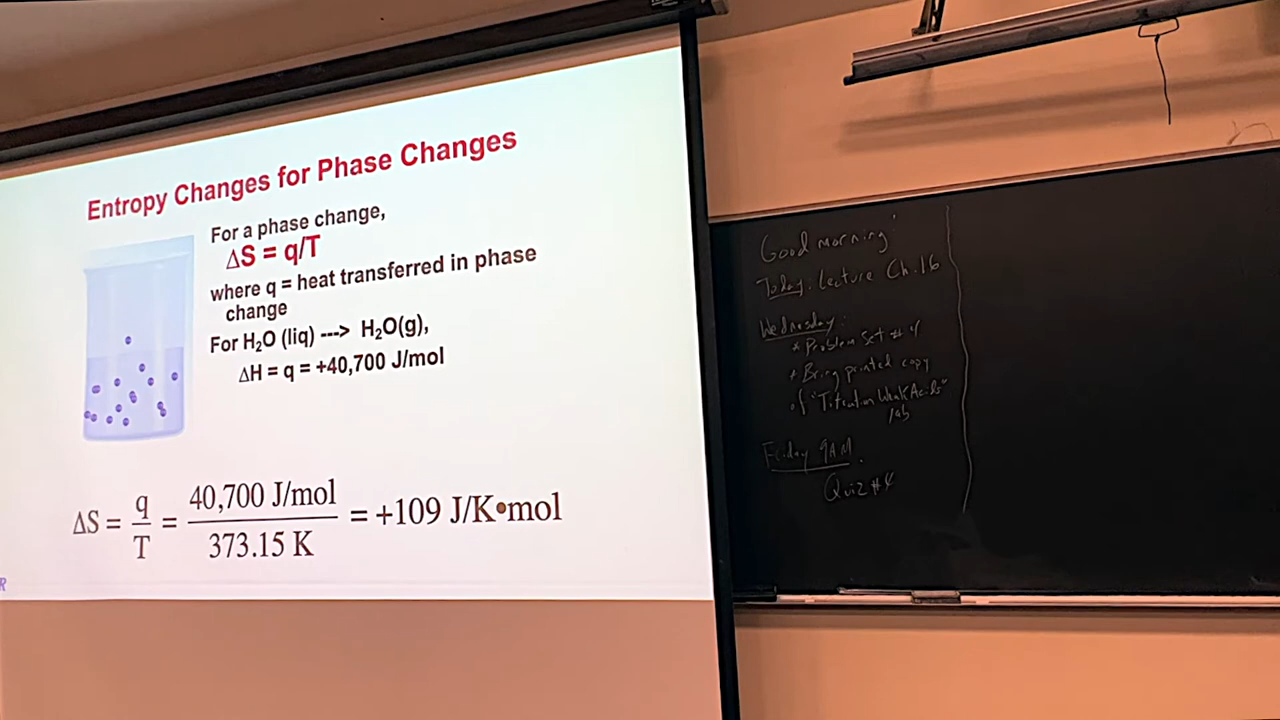 Entropy Changes for Phase Changes
For a phase change,
ΔS = q/T
where q = heat transferred in phase
change
For H₂O (liq) ---> H₂O(g),
ΔH = q = +40,700 J/mol
ΔS = q/T = 40,700 J/mol / 373.15 K = +109 J/K•mol
R
Good morning!
Today: Lecture Ch. 16
Wednesday:
* Problem Set # 4
+ Bring printed copy
of "Titration Weak Acids"
lab
Friday 9AM
Quiz #4